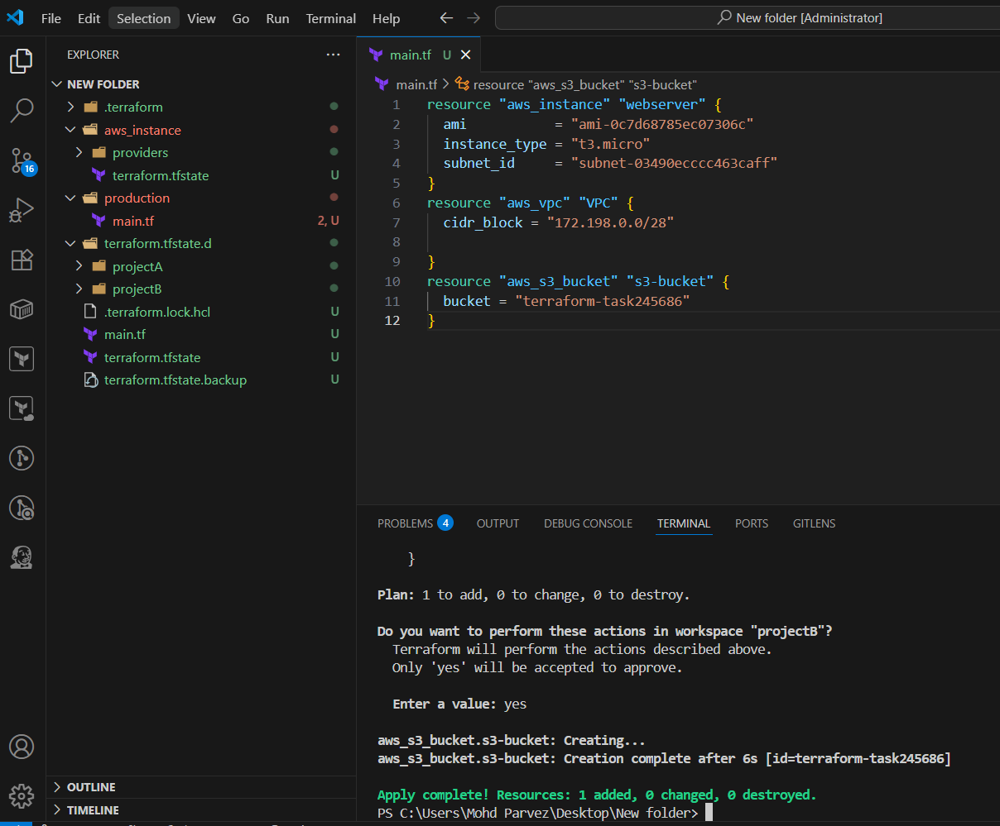 File Edit Selection View Go Run Terminal Help New folder [Administrator]
EXPLORER
NEW FOLDER
.terraform
aws_instance
providers
terraform.tfstate U
production
main.tf 2, U
terraform.tfstate.d
projectA
projectB
.terraform.lock.hcl U
main.tf U
terraform.tfstate U
terraform.tfstate.backup U
OUTLINE
TIMELINE
16
main.tf U
main.tf > resource "aws_s3_bucket" "s3-bucket"
1 resource "aws_instance" "webserver" {
2 ami = "ami-0c7d68785ec07306c"
3 instance_type = "t3.micro"
4 subnet_id = "subnet-03490ecccc463caff"
5 }
6 resource "aws_vpc" "VPC" {
7 cidr_block = "172.198.0.0/28"
8
9 }
10 resource "aws_s3_bucket" "s3-bucket" {
11 bucket = "terraform-task245686"
12 }
PROBLEMS 4 OUTPUT DEBUG CONSOLE TERMINAL PORTS GITLENS
}
Plan: 1 to add, 0 to change, 0 to destroy.
Do you want to perform these actions in workspace "projectB"?
Terraform will perform the actions described above.
Only 'yes' will be accepted to approve.
Enter a value: yes
aws_s3_bucket.s3-bucket: Creating...
aws_s3_bucket.s3-bucket: Creation complete after 6s [id=terraform-task245686]
Apply complete! Resources: 1 added, 0 changed, 0 destroyed.
PS C:\Users\Mohd Parvez\Desktop\New folder>